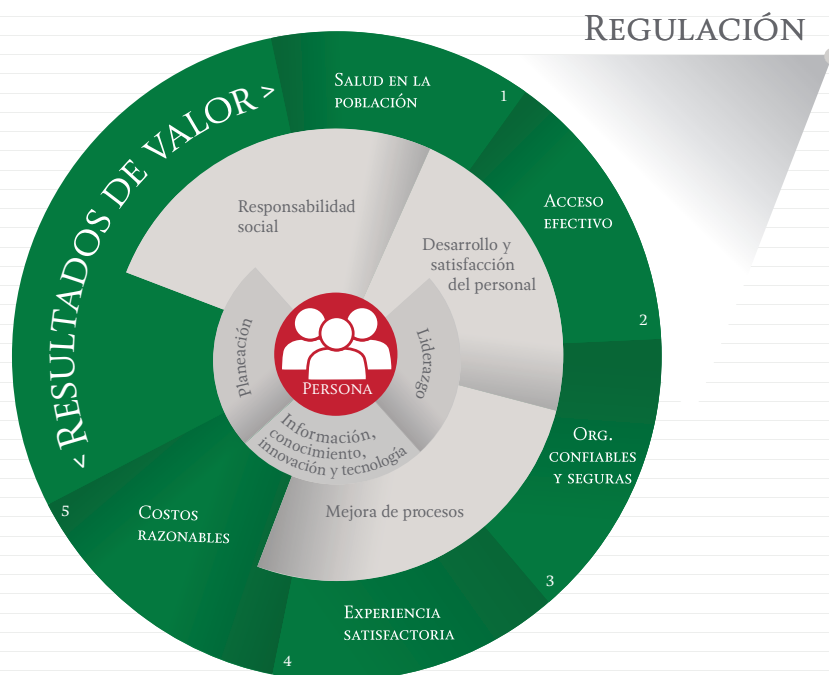 REGULACIÓN
< RESULTADOS DE VALOR >
SALUD EN LA
POBLACIÓN
1
ACCESO
EFECTIVO
2
ORG.
CONFIABLES
Y SEGURAS
3
EXPERIENCIA
SATISFACTORIA
4
COSTOS
RAZONABLES
5
Responsabilidad
social
Desarrollo y
satisfacción
del personal
Mejora de procesos
Planeación
Liderazgo
Información,
conocimiento,
innovación y tecnología
PERSONA